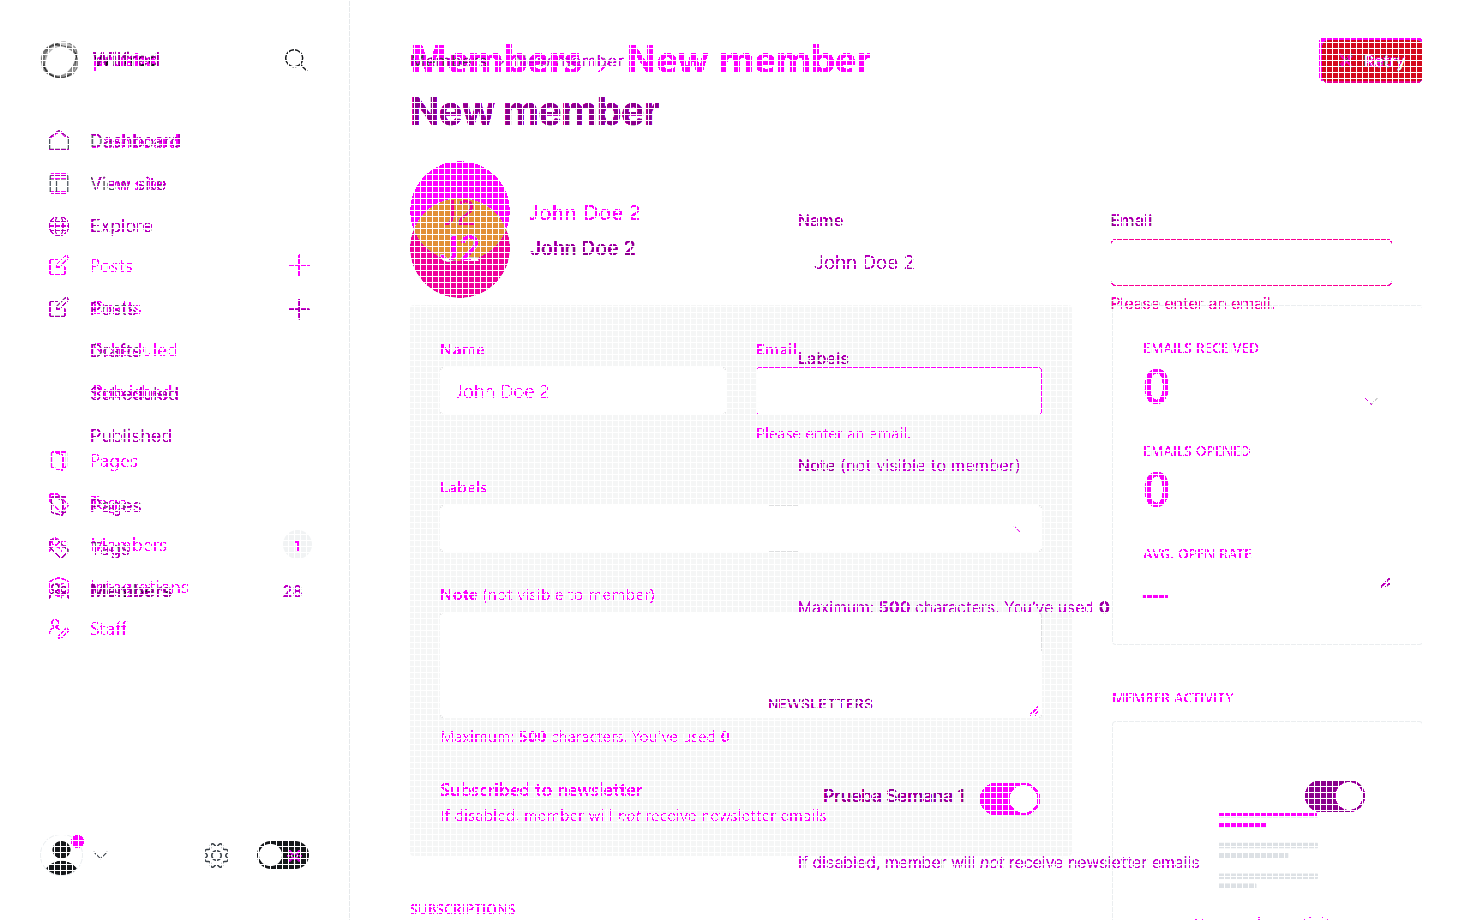 Members New member
New member
Retry
Dashboard
View site
Explore
Posts
Scheduled
Published
Pages
Pages
Members
1
Members
28
Integrations
Staff
John Doe 2
John Doe 2
Name
John Doe 2
Email
Please enter an email.
Name
John Doe 2
Email
Please enter an email.
Labels
Labels
Note (not visible to member)
Note (not visible to member)
Maximum: 500 characters. You've used 0
Maximum: 500 characters. You've used 0
NEWSLETTERS
Subscribed to newsletter
If disabled, member will not receive newsletter emails
Prueba Semana 1
If disabled, member will not receive newsletter emails
SUBSCRIPTIONS
EMAILS RECEIVED
0
EMAILS OPENED
0
AVG. OPEN RATE
MEMBER ACTIVITY